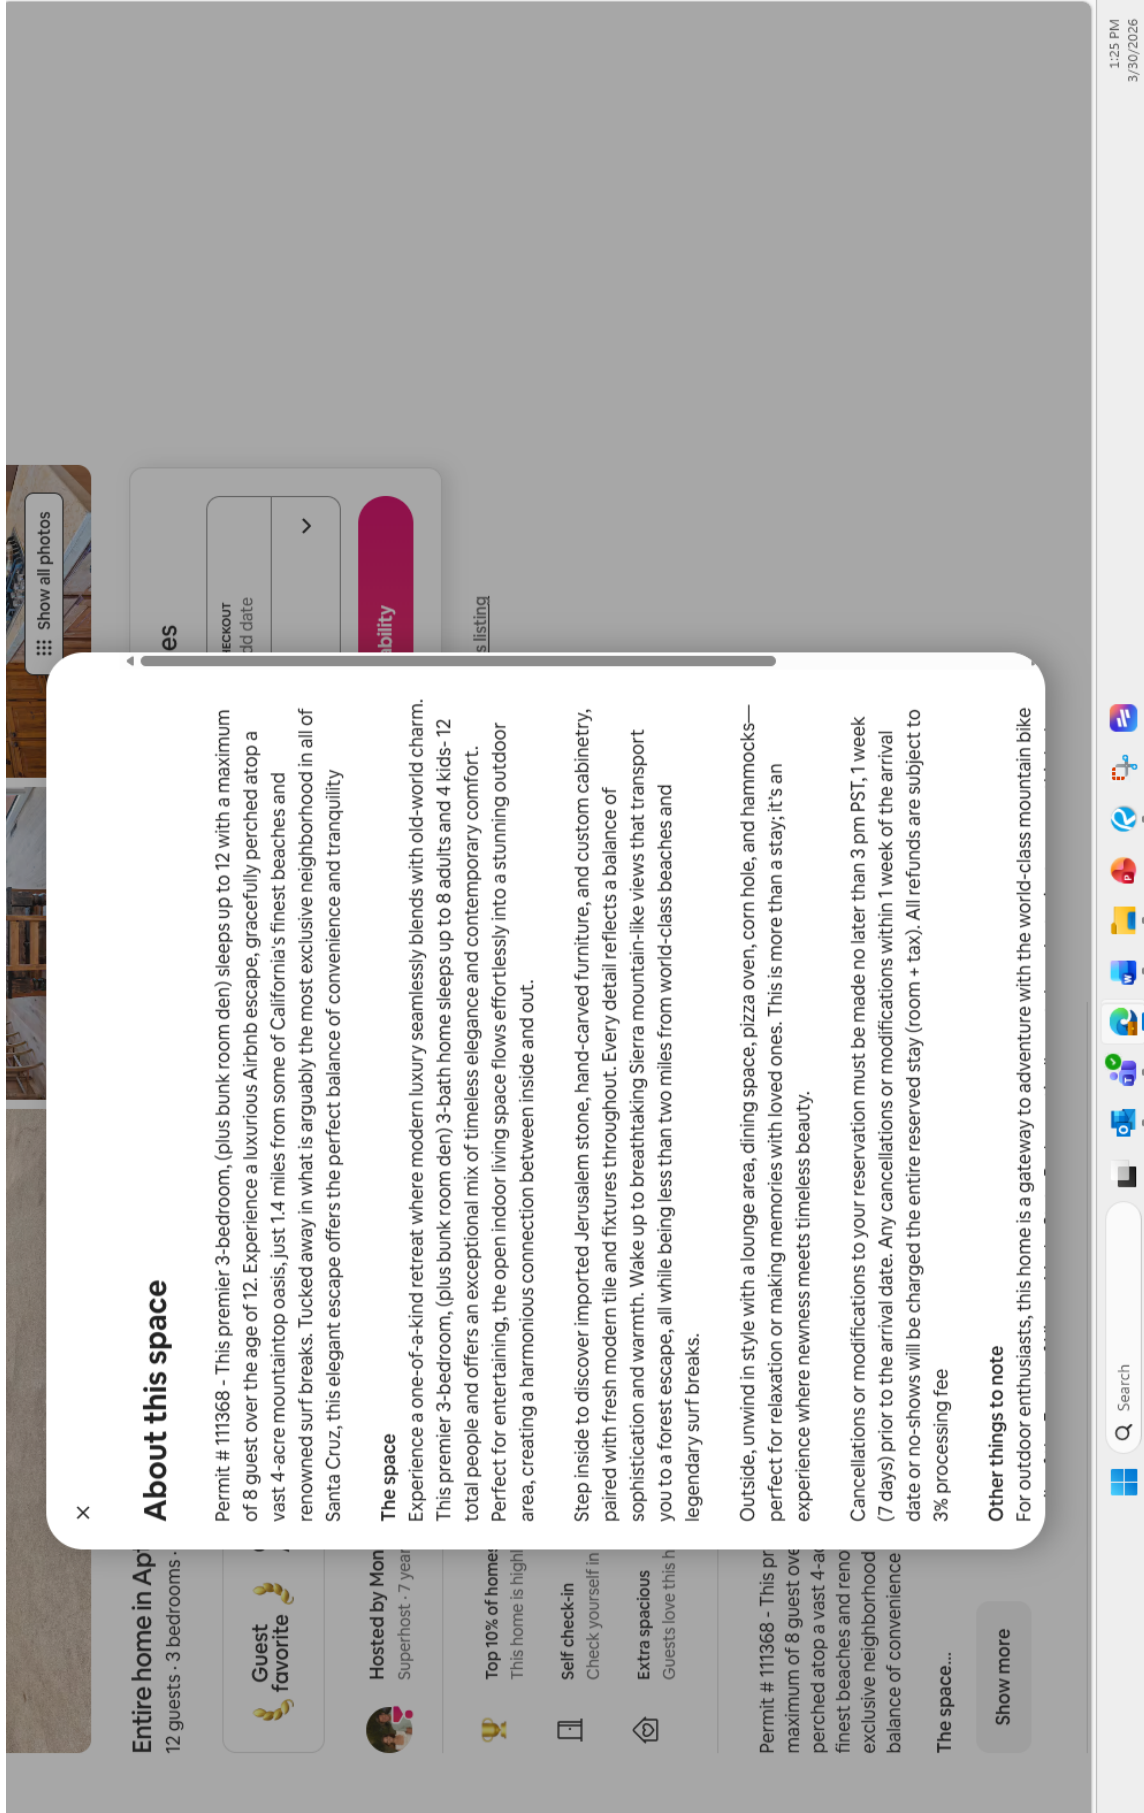 Show all photos
Entire home in Ap
12 guests · 3 bedrooms ·
Guest
favorite
Hosted by Mon
Superhost · 7 year
Top 10% of homes
This home is highl
Self check-in
Check yourself in
Extra spacious
Guests love this h
Permit # 111368 - This pr
maximum of 8 guest ove
perched atop a vast 4-ac
finest beaches and reno
exclusive neighborhood
balance of convenience
The space...
Show more
es
HECKOUT
dd date
bility
s listing
About this space
Permit # 111368 - This premier 3-bedroom, (plus bunk room den) sleeps up to 12 with a maximum
of 8 guest over the age of 12. Experience a luxurious Airbnb escape, gracefully perched atop a
vast 4-acre mountaintop oasis, just 1.4 miles from some of California's finest beaches and
renowned surf breaks. Tucked away in what is arguably the most exclusive neighborhood in all of
Santa Cruz, this elegant escape offers the perfect balance of convenience and tranquility
The space
Experience a one-of-a-kind retreat where modern luxury seamlessly blends with old-world charm.
This premier 3-bedroom, (plus bunk room den) 3-bath home sleeps up to 8 adults and 4 kids- 12
total people and offers an exceptional mix of timeless elegance and contemporary comfort.
Perfect for entertaining, the open indoor living space flows effortlessly into a stunning outdoor
area, creating a harmonious connection between inside and out.
Step inside to discover imported Jerusalem stone, hand-carved furniture, and custom cabinetry,
paired with fresh modern tile and fixtures throughout. Every detail reflects a balance of
sophistication and warmth. Wake up to breathtaking Sierra mountain-like views that transport
you to a forest escape, all while being less than two miles from world-class beaches and
legendary surf breaks.
Outside, unwind in style with a lounge area, dining space, pizza oven, corn hole, and hammocks—
perfect for relaxation or making memories with loved ones. This is more than a stay; it's an
experience where newness meets timeless beauty.
Cancellations or modifications to your reservation must be made no later than 3 pm PST, 1 week
(7 days) prior to the arrival date. Any cancellations or modifications within 1 week of the arrival
date or no-shows will be charged the entire reserved stay (room + tax). All refunds are subject to
3% processing fee
Other things to note
For outdoor enthusiasts, this home is a gateway to adventure with the world-class mountain bike
Search
1:25 PM
3/30/2026